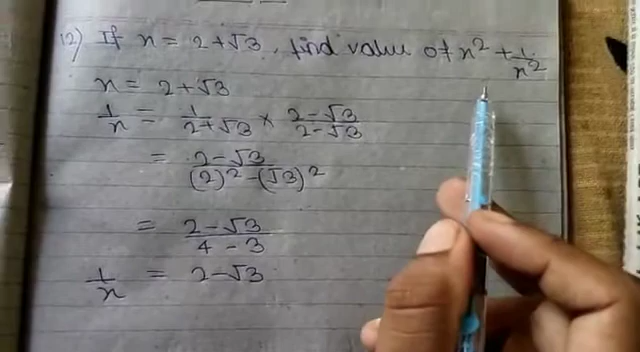 12) If x = 2+√3, find value of x² + 1/x²
x = 2+√3
1/x = 1/2+√3 × 2-√3/2-√3
= 2-√3/(2)²-(√3)²
= 2-√3/4-3
1/x = 2-√3